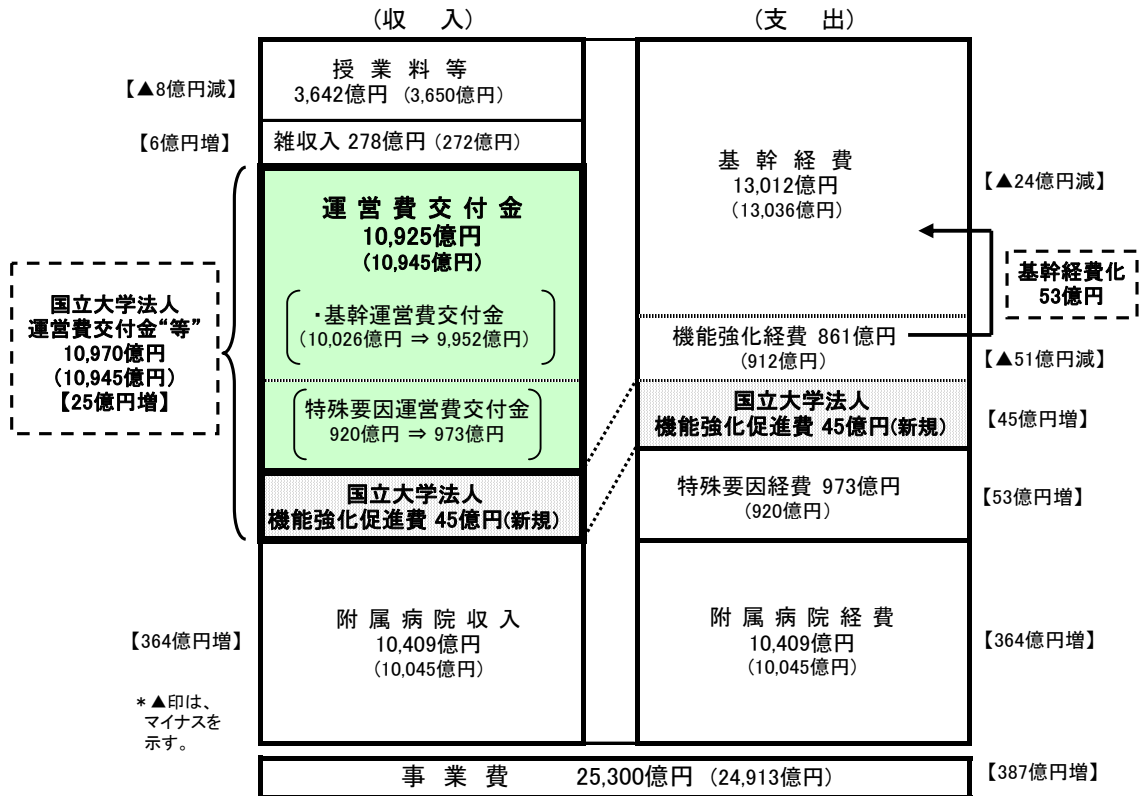 (収　入)
(支　出)
【▲8億円減】
授 業 料 等
3,642億円 (3,650億円)
【6億円増】
雑収入 278億円 (272億円)
運 営 費 交 付 金
10,925億円
(10,945億円)
・基幹運営費交付金
(10,026億円 ⇒ 9,952億円)
特殊要因運営費交付金
920億円 ⇒ 973億円
国立大学法人
運営費交付金“等”
10,970億円
(10,945億円)
【25億円増】
国立大学法人
機能強化促進費 45億円(新規)
【364億円増】
附 属 病 院 収 入
10,409億円
(10,045億円)
＊▲印は、
マイナスを
示す。
基 幹 経 費
13,012億円
(13,036億円)
【▲24億円減】
基幹経費化
53億円
機能強化経費 861億円
(912億円)
【▲51億円減】
国立大学法人
機能強化促進費 45億円(新規)
【45億円増】
特殊要因経費 973億円
(920億円)
【53億円増】
附 属 病 院 経 費
10,409億円
(10,045億円)
【364億円増】
事 業 費　25,300億円 (24,913億円)
【387億円増】